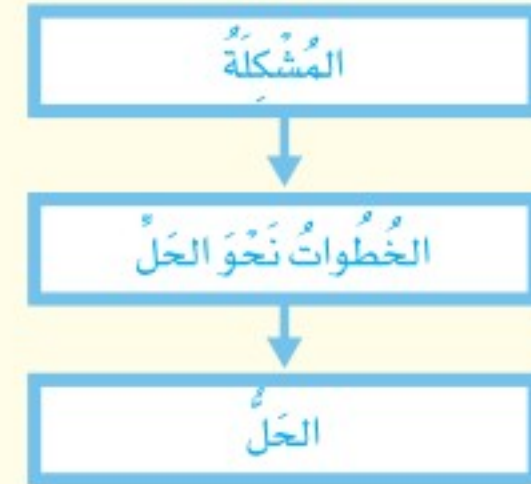 المُشْكِلَةُ
الخُطُواتُ نَحْوَ الحَلِّ
الحَلُّ